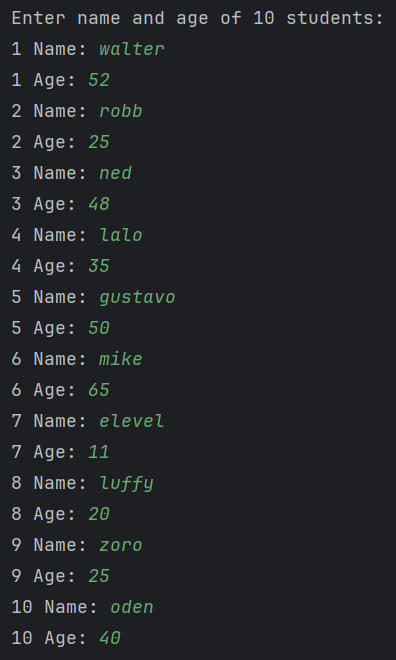 Enter name and age of 10 students:
1 Name: walter
1 Age: 52
2 Name: robb
2 Age: 25
3 Name: ned
3 Age: 48
4 Name: lalo
4 Age: 35
5 Name: gustavo
5 Age: 50
6 Name: mike
6 Age: 65
7 Name: elevel
7 Age: 11
8 Name: luffy
8 Age: 20
9 Name: zoro
9 Age: 25
10 Name: oden
10 Age: 40